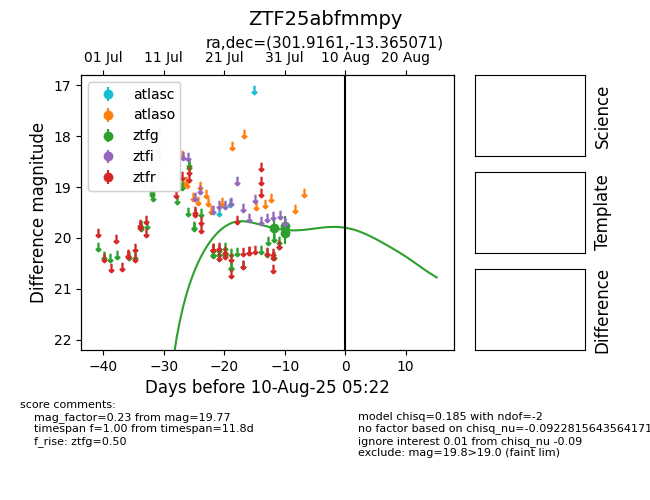 ZTF25abfmmpy
ra,dec=(301.9161,-13.365071)
01 Jul 11 Jul 21 Jul 31 Jul 10 Aug 20 Aug
atlasc
atlaso
ztfg
ztfi
ztfr
17
18
19
20
21
22
Difference magnitude
−40 −30 −20 −10 0 10
Days before 10-Aug-25 05:22
Science
Template
Difference
score comments:
mag_factor=0.23 from mag=19.77
timespan f=1.00 from timespan=11.8d
f_rise: ztfg=0.50
model chisq=0.185 with ndof=-2
no factor based on chisq_nu=-0.0922815643564171
ignore interest 0.01 from chisq_nu -0.09
exclude: mag=19.8>19.0 (faint lim)